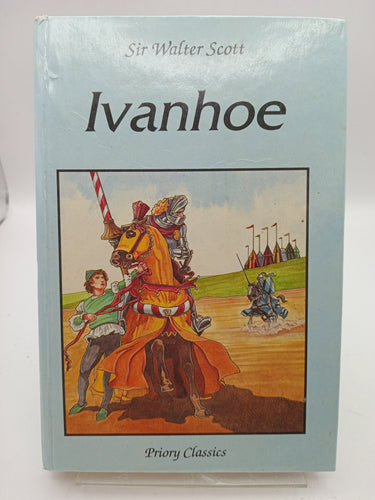 Sir Walter Scott
Ivanhoe
Priory Classics